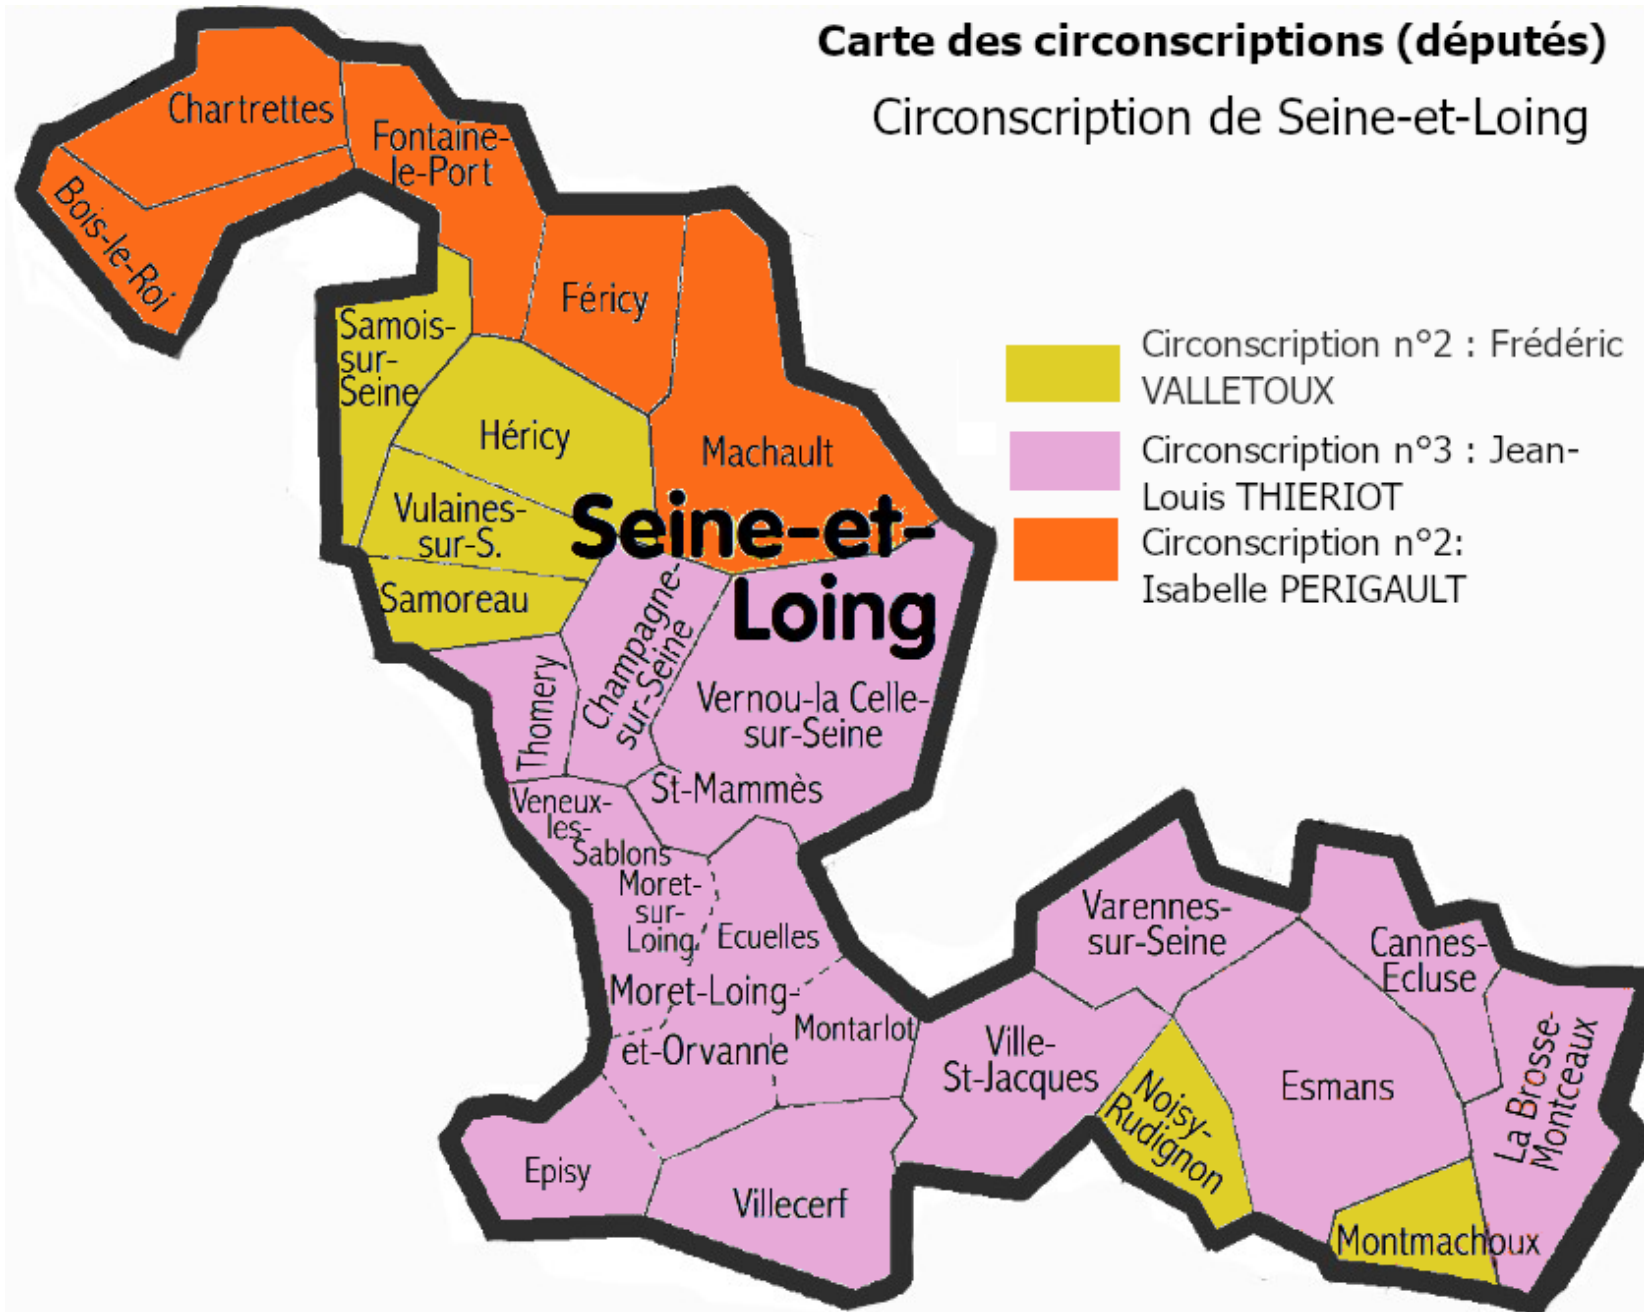 Carte des circonscriptions (députés)
Circonscription de Seine-et-Loing
Chartrettes
Fontaine-
le-Port
Bois-le-Roi
Féricy
Samois-
sur-
Seine
Circonscription n°2 : Frédéric
VALLETOUX
Héricy
Machault
Circonscription n°3 : Jean-
Louis THIERIOT
Vulaines-
sur-S.
Seine-et-
Loing
Circonscription n°2:
Isabelle PERIGAULT
Samoreau
Champagne-
sur-Seine
Thomery
Vernou-la Celle-
sur-Seine
St-Mammès
Veneux-
les-
Sablons
Moret-
sur-
Loing
Ecuelles
Varennes-
sur-Seine
Cannes-
Ecluse
Moret-Loing-
et-Orvanne
Montarlot
Ville-
St-Jacques
Noisy-
Rudignon
Esmans
La Brosse-
Montceaux
Episy
Villecerf
Montmachoux